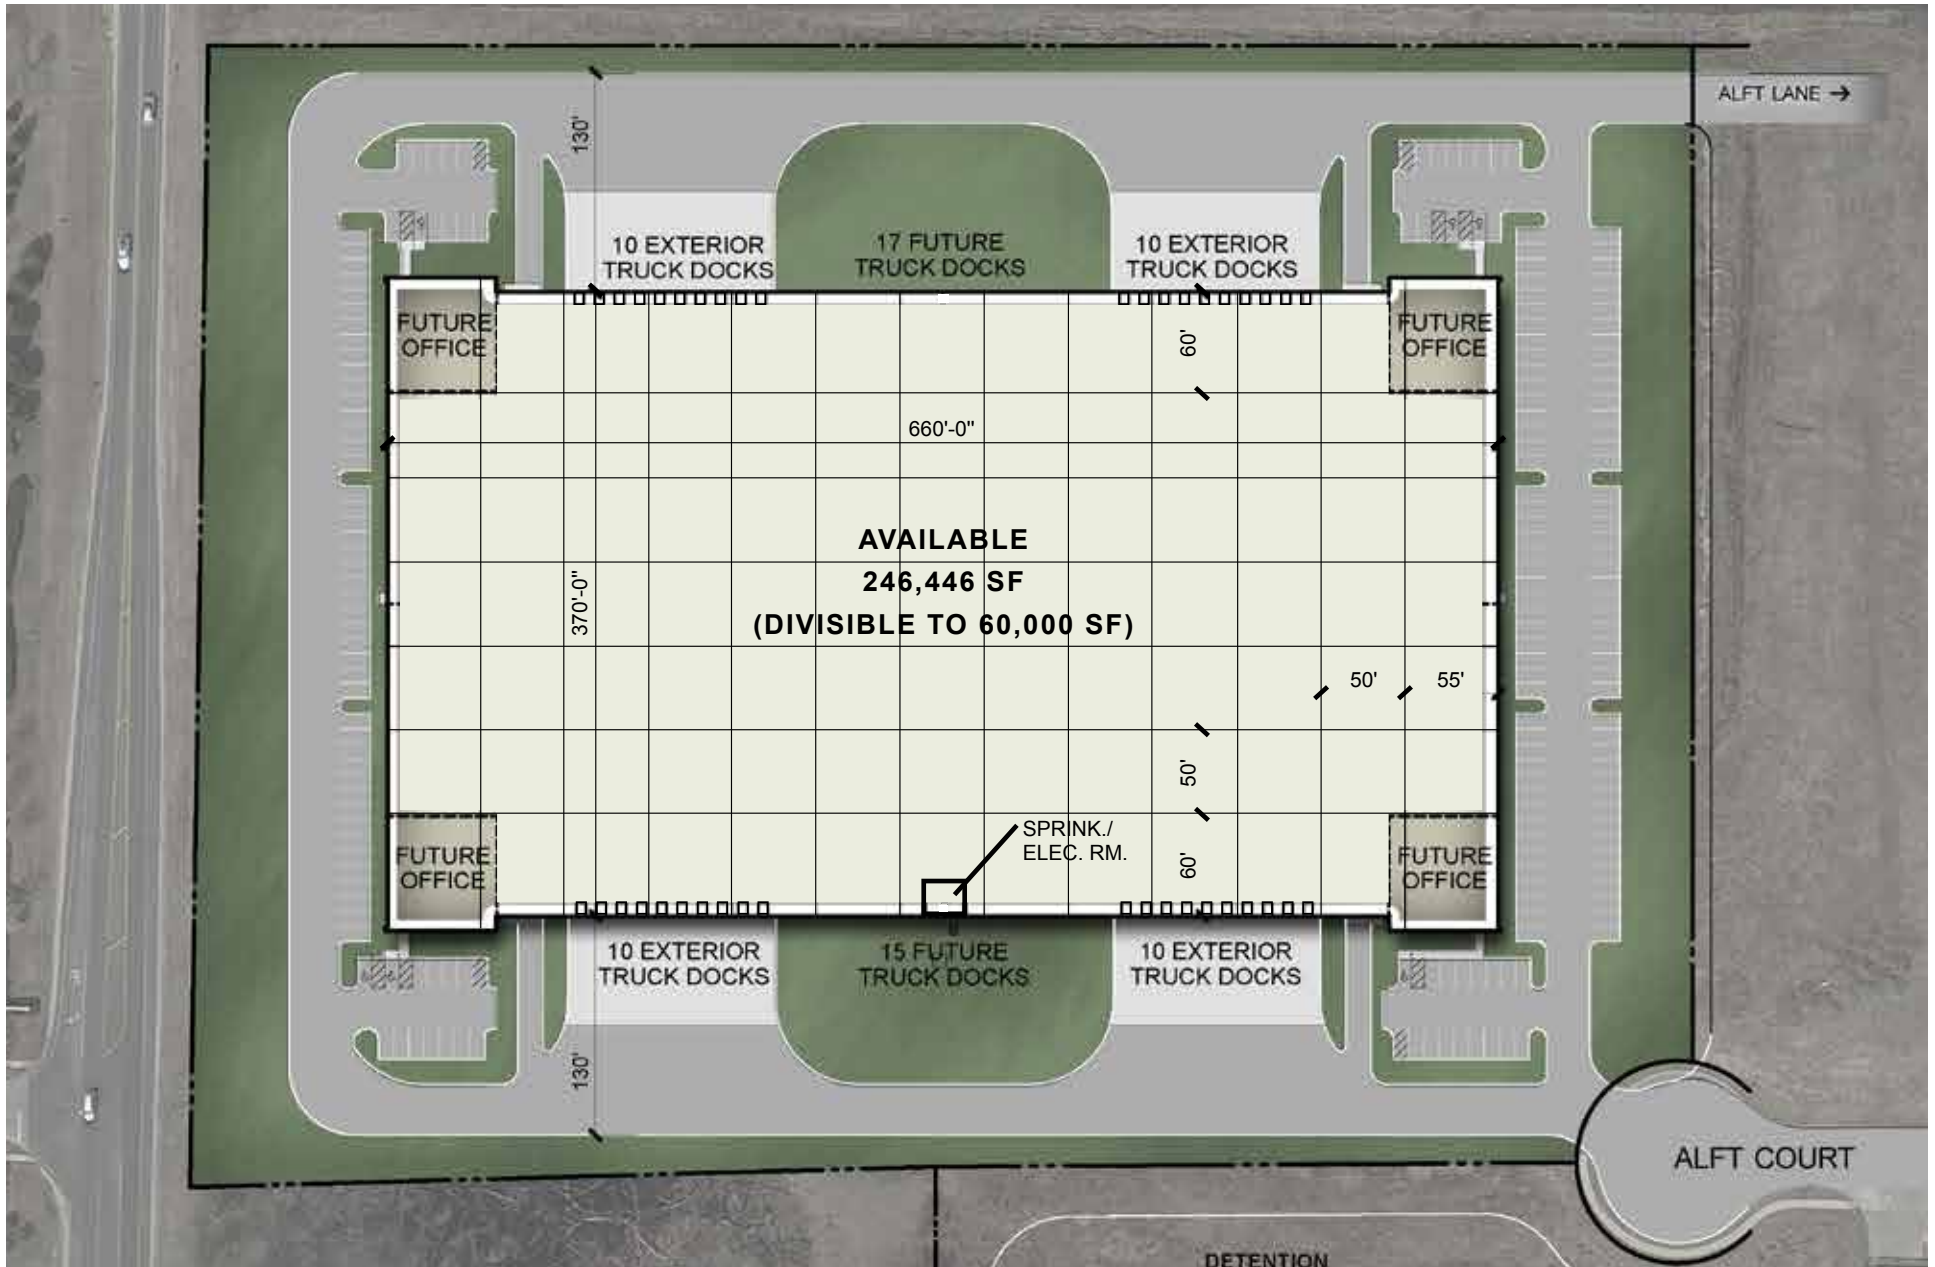 ALFT LANE →
130'
10 EXTERIOR
TRUCK DOCKS
17 FUTURE
TRUCK DOCKS
10 EXTERIOR
TRUCK DOCKS
FUTURE
OFFICE
60'
FUTURE
OFFICE
660'-0"
AVAILABLE
246,446 SF
(DIVISIBLE TO 60,000 SF)
370'-0"
50'
55'
50'
SPRINK./
ELEC. RM.
60'
FUTURE
OFFICE
FUTURE
OFFICE
10 EXTERIOR
TRUCK DOCKS
15 FUTURE
TRUCK DOCKS
10 EXTERIOR
TRUCK DOCKS
130'
ALFT COURT
DETENTION